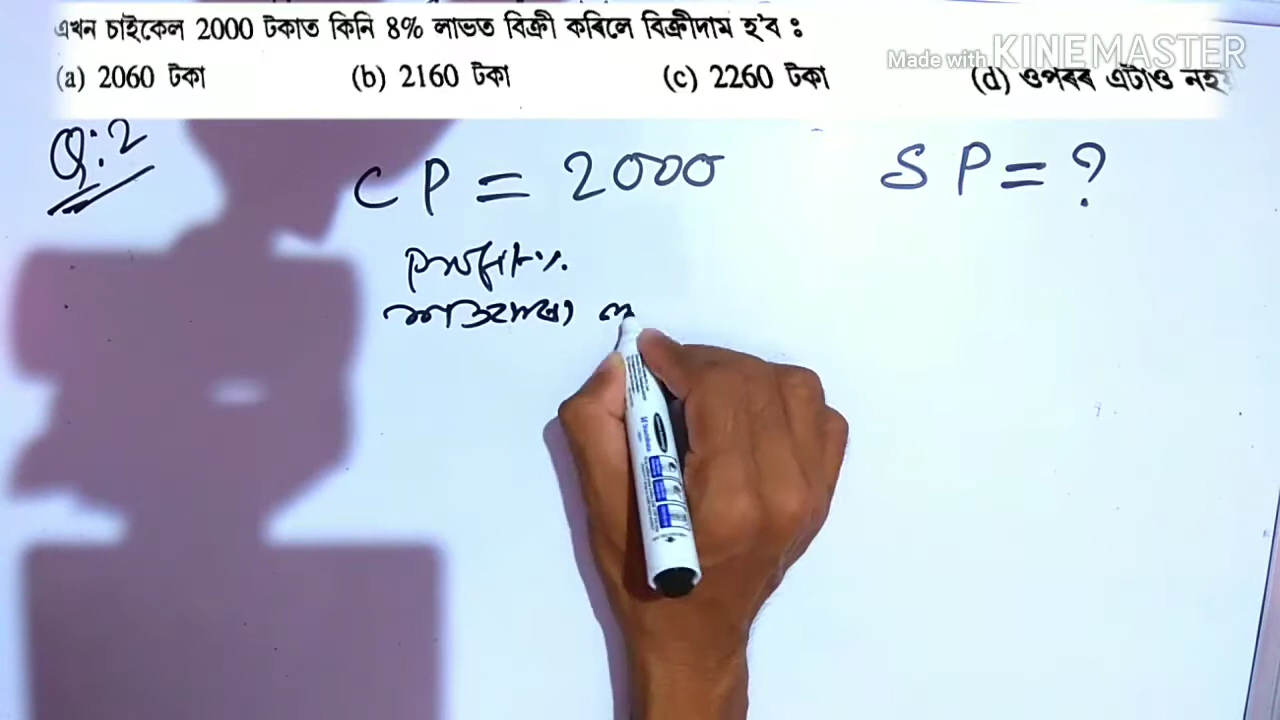 এখন চাইকেল 2000 টকাত কিনি 8% লাভত বিক্ৰী কৰিলে বিক্ৰীদাম হ'ব :
Made with KINEMASTER
(a) 2060 টকা (b) 2160 টকা (c) 2260 টকা (d) ওপৰৰ এটাও নহয়
Q:2
CP = 2000 SP = ?
Profit%
শতহাৰে